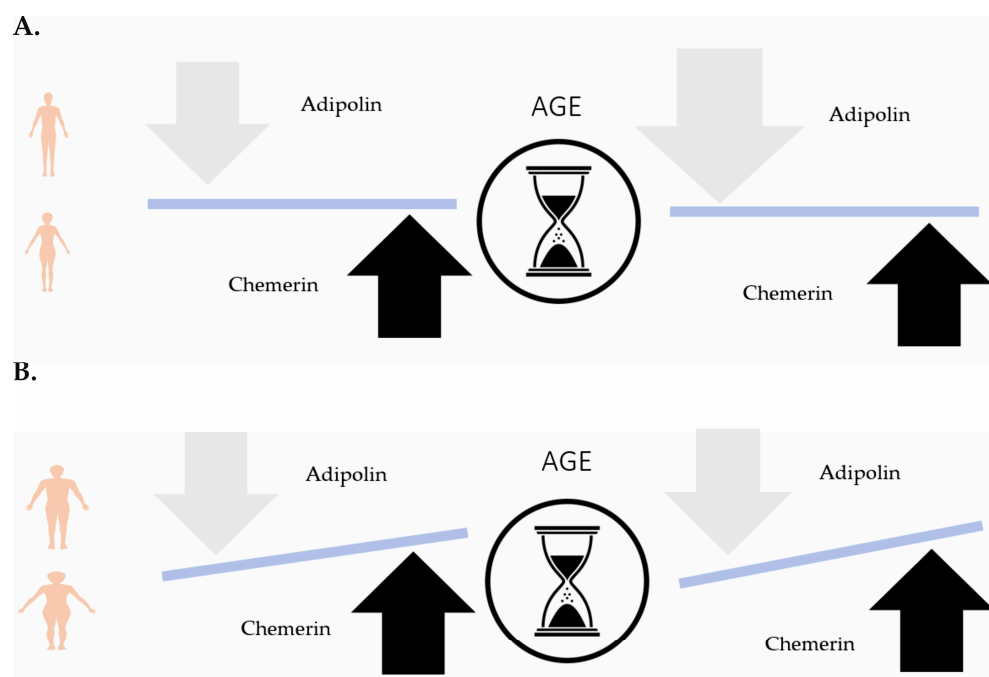 A.
Adipolin
AGE
Adipolin
Chemerin
Chemerin
B.
Adipolin
AGE
Adipolin
Chemerin
Chemerin